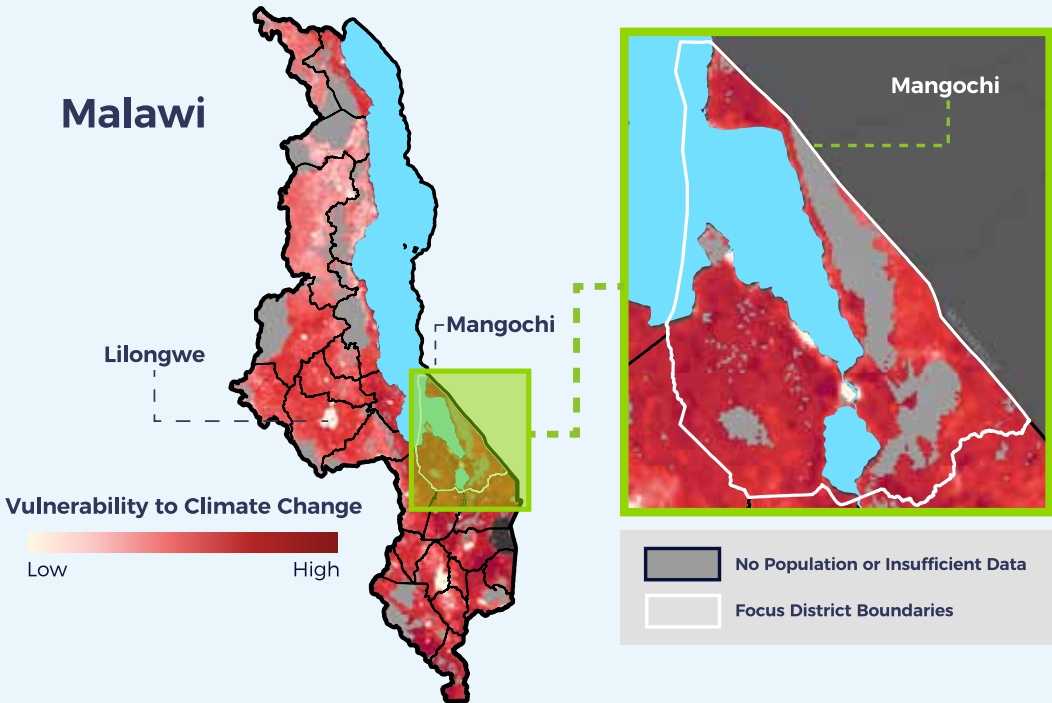 Malawi
Mangochi
Mangochi
Lilongwe
Vulnerability to Climate Change
Low
High
No Population or Insufficient Data
Focus District Boundaries